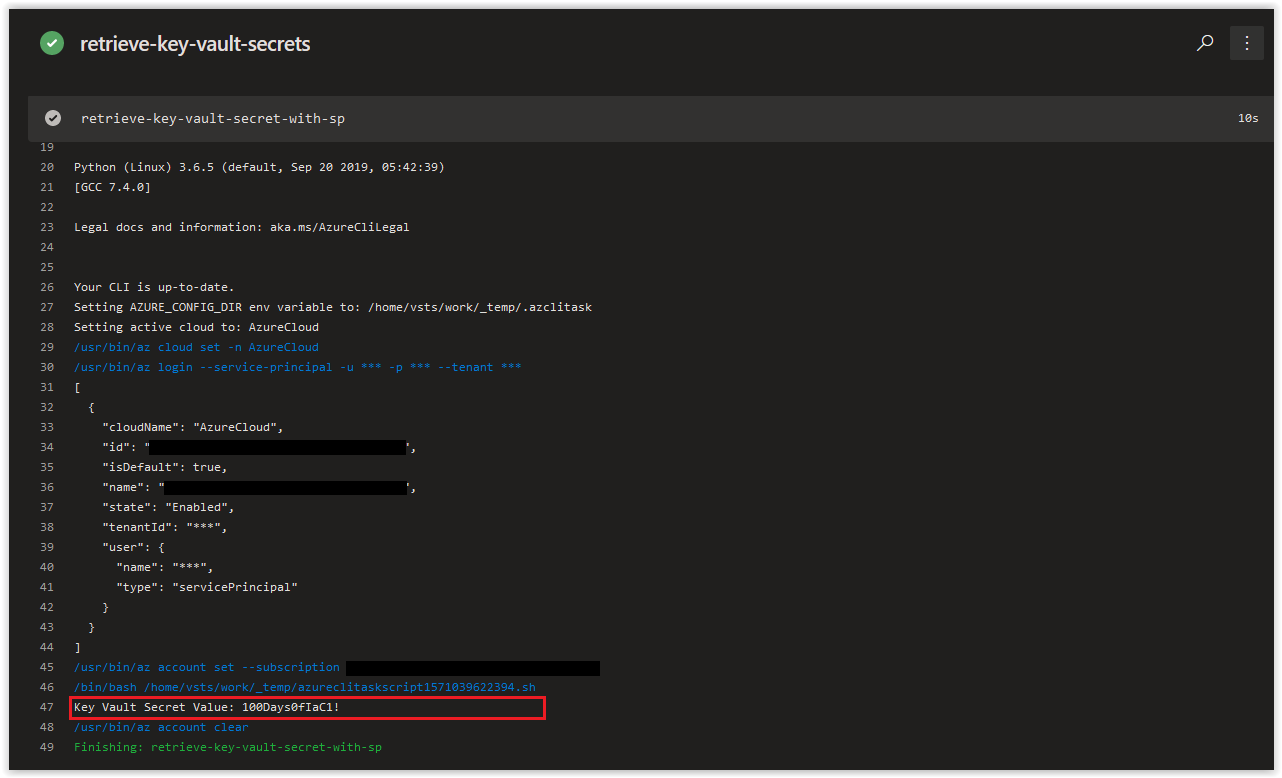 retrieve-key-vault-secrets
retrieve-key-vault-secret-with-sp 10s
19
20 Python (Linux) 3.6.5 (default, Sep 20 2019, 05:42:39)
21 [GCC 7.4.0]
22
23 Legal docs and information: aka.ms/AzureCliLegal
24
25
26 Your CLI is up-to-date.
27 Setting AZURE_CONFIG_DIR env variable to: /home/vsts/work/_temp/.azclitask
28 Setting active cloud to: AzureCloud
29 /usr/bin/az cloud set -n AzureCloud
30 /usr/bin/az login --service-principal -u *** -p *** --tenant ***
31 [
32   {
33     "cloudName": "AzureCloud",
34     "id": "",
35     "isDefault": true,
36     "name": "",
37     "state": "Enabled",
38     "tenantId": "***",
39     "user": {
40       "name": "***",
41       "type": "servicePrincipal"
42     }
43   }
44 ]
45 /usr/bin/az account set --subscription
46 /bin/bash /home/vsts/work/_temp/azureclitaskscript1571039622394.sh
47 Key Vault Secret Value: 100Days0fIaC1!
48 /usr/bin/az account clear
49 Finishing: retrieve-key-vault-secret-with-sp